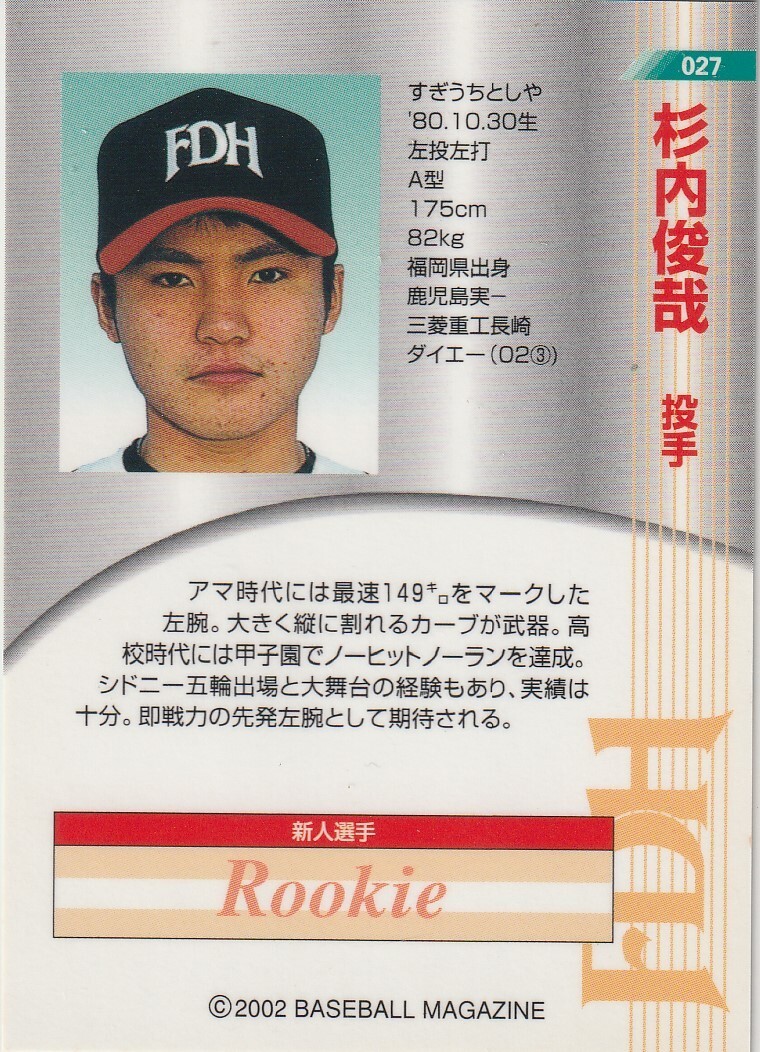 027
杉内俊哉 投手
FDH
すぎうちとしや
'80.10.30生
左投左打
A型
175cm
82kg
福岡県出身
鹿児島実－
三菱重工長崎
ダイエー(02③)
アマ時代には最速149㌔をマークした
左腕。大きく縦に割れるカーブが武器。高
校時代には甲子園でノーヒットノーランを達成。
シドニー五輪出場と大舞台の経験もあり、実績は
十分。即戦力の先発左腕として期待される。
新人選手
Rookie
FDH
©2002 BASEBALL MAGAZINE